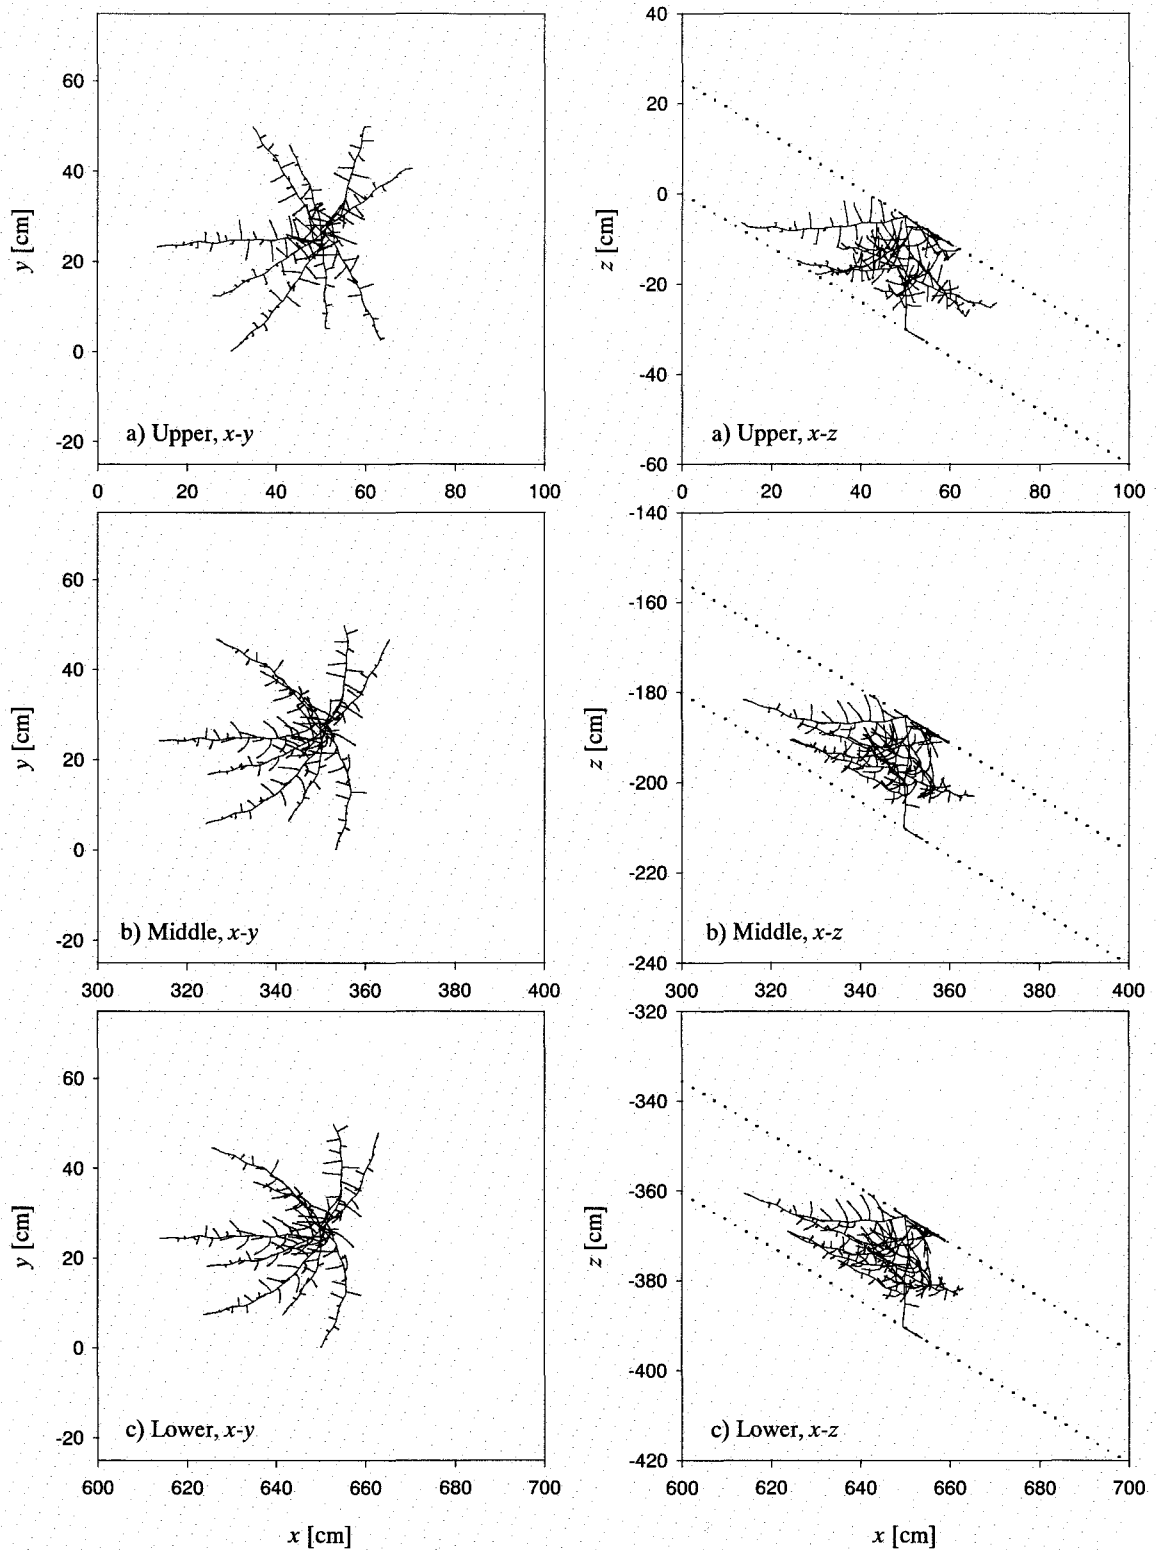 60
40
20
0
-20
y [cm]
a) Upper, x-y
0 20 40 60 80 100
40
20
0
-20
-40
-60
z [cm]
a) Upper, x-z
0 20 40 60 80 100
60
40
20
0
-20
y [cm]
b) Middle, x-y
300 320 340 360 380 400
-140
-160
-180
-200
-220
-240
z [cm]
b) Middle, x-z
300 320 340 360 380 400
60
40
20
0
-20
y [cm]
c) Lower, x-y
600 620 640 660 680 700
x [cm]
-320
-340
-360
-380
-400
-420
z [cm]
c) Lower, x-z
600 620 640 660 680 700
x [cm]